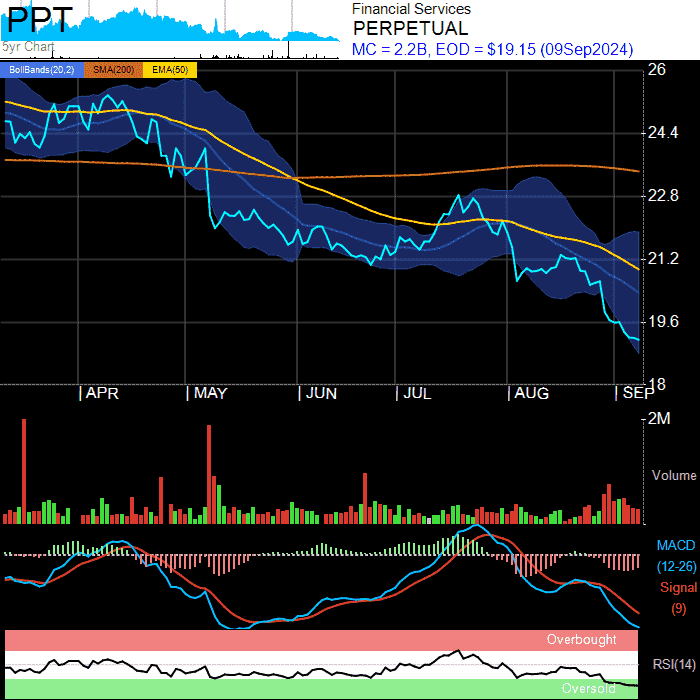 PPT
5yr Chart
Financial Services
PERPETUAL
MC = 2.2B, EOD = $19.15 (09Sep2024)
BollBands(20,2) SMA(200) EMA(50)
26
24.4
22.8
21.2
19.6
18
APR MAY JUN JUL AUG SEP
2M
Volume
MACD
(12-26)
Signal
(9)
Overbought
RSI(14)
Oversold